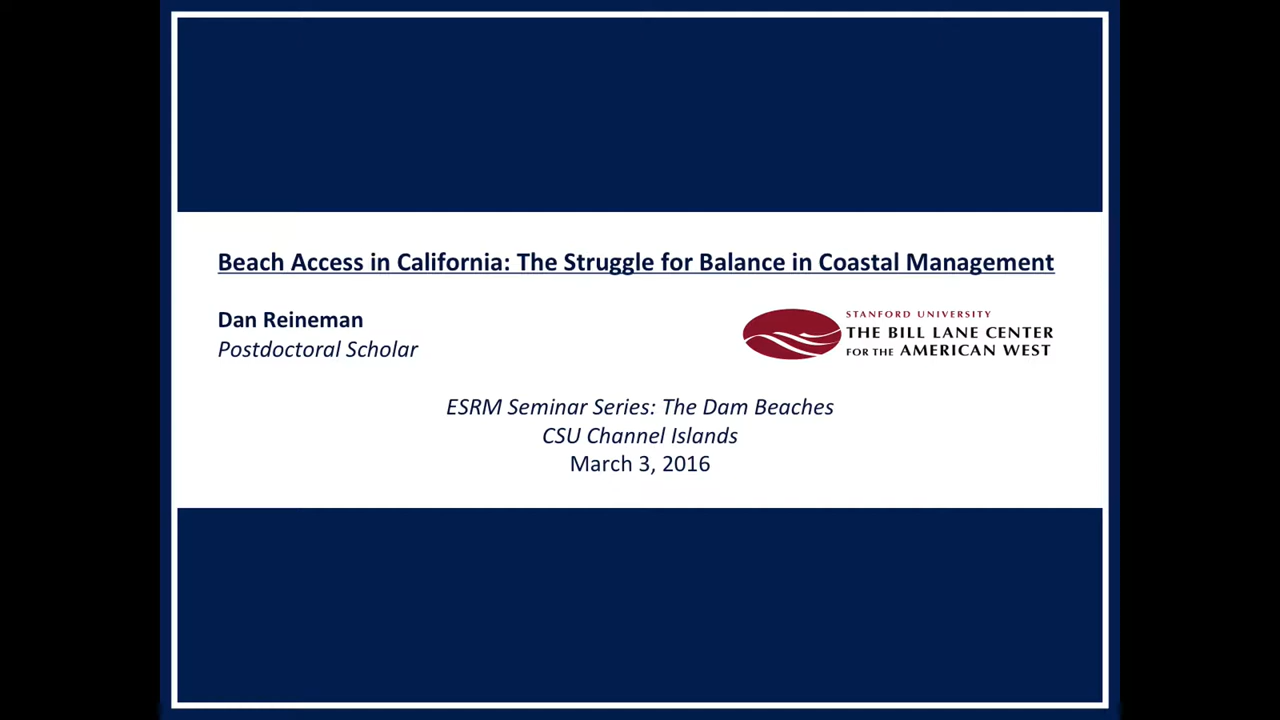 Beach Access in California: The Struggle for Balance in Coastal Management
Dan Reineman
Postdoctoral Scholar
STANFORD UNIVERSITY
THE BILL LANE CENTER
FOR THE AMERICAN WEST
ESRM Seminar Series: The Dam Beaches
CSU Channel Islands
March 3, 2016